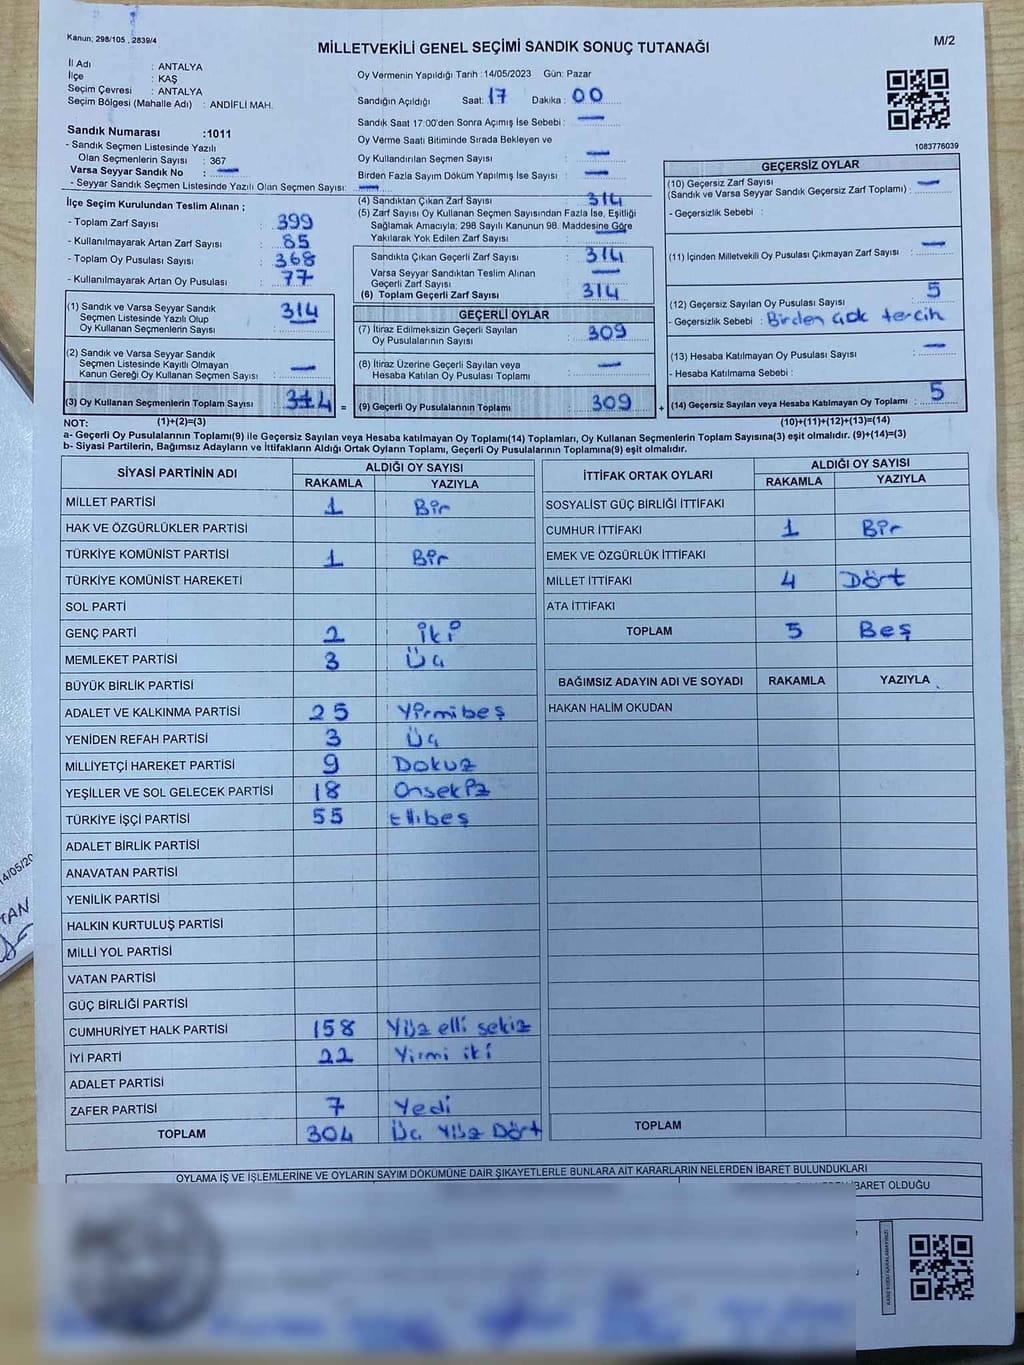 Kanun; 298/105 , 2839/4
MİLLETVEKİLİ GENEL SEÇİMİ SANDIK SONUÇ TUTANAĞI
M/2
İl Adı : ANTALYA
İlçe : KAŞ
Seçim Çevresi : ANTALYA
Seçim Bölgesi (Mahalle Adı) : ANDİFLİ MAH.
Sandık Numarası :1011
- Sandık Seçmen Listesinde Yazılı
Olan Seçmenlerin Sayısı : 367
Varsa Seyyar Sandık No : —
- Seyyar Sandık Seçmen Listesinde Yazılı Olan Seçmen Sayısı: —
Oy Vermenin Yapıldığı Tarih :14/05/2023 Gün: Pazar
Sandığın Açıldığı Saat: 17 Dakika: 00
Sandık Saat 17:00'den Sonra Açımış İse Sebebi : —
Oy Verme Saati Bitiminde Sırada Bekleyen ve
Oy Kullandırılan Seçmen Sayısı : —
Birden Fazla Sayım Döküm Yapılmış İse Sayısı : —
1083776039
İlçe Seçim Kurulundan Teslim Alınan ;
- Toplam Zarf Sayısı : 399
- Kullanılmayarak Artan Zarf Sayısı : 85
- Toplam Oy Pusulası Sayısı : 368
- Kullanılmayarak Artan Oy Pusulası : 77
(1) Sandık ve Varsa Seyyar Sandık
Seçmen Listesinde Yazılı Olup
Oy Kullanan Seçmenlerin Sayısı : 314
(2) Sandık ve Varsa Seyyar Sandık
Seçmen Listesinde Kayıtlı Olmayan
Kanun Gereği Oy Kullanan Seçmen Sayısı : —
(3) Oy Kullanan Seçmenlerin Toplam Sayısı : 314 =
(4) Sandıktan Çıkan Zarf Sayısı : 314
(5) Zarf Sayısı Oy Kullanan Seçmen Sayısından Fazla İse, Eşitliği
Sağlamak Amacıyla; 298 Sayılı Kanunun 98. Maddesine Göre
Yakılarak Yok Edilen Zarf Sayısı : —
Sandıkta Çıkan Geçerli Zarf Sayısı : 314
Varsa Seyyar Sandıktan Teslim Alınan
Geçerli Zarf Sayısı : —
(6) Toplam Geçerli Zarf Sayısı : 314
GEÇERLİ OYLAR
(7) İtiraz Edilmeksizin Geçerli Sayılan
Oy Pusulalarının Sayısı : 309
(8) İtiraz Üzerine Geçerli Sayılan veya
Hesaba Katılan Oy Pusulası Toplamı : —
(9) Geçerli Oy Pusulalarının Toplamı : 309 +
GEÇERSİZ OYLAR
(10) Geçersiz Zarf Sayısı
(Sandık ve Varsa Seyyar Sandık Geçersiz Zarf Toplamı) : —
- Geçersizlik Sebebi :
(11) İçinden Milletvekili Oy Pusulası Çıkmayan Zarf Sayısı : —
(12) Geçersiz Sayılan Oy Pusulası Sayısı : 5
- Geçersizlik Sebebi : Birden çok tercih
(13) Hesaba Katılmayan Oy Pusulası Sayısı : —
- Hesaba Katılmama Sebebi :
(14) Geçersiz Sayılan veya Hesaba Katılmayan Oy Toplamı : 5
NOT: (1)+(2)=(3) (10)+(11)+(12)+(13)=(14)
a- Geçerli Oy Pusulalarının Toplamı(9) ile Geçersiz Sayılan veya Hesaba katılmayan Oy Toplamı(14) Toplamları, Oy Kullanan Seçmenlerin Toplam Sayısına(3) eşit olmalıdır. (9)+(14)=(3)
b- Siyasi Partilerin, Bağımsız Adayların ve İttifakların Aldığı Ortak Oyların Toplamı, Geçerli Oy Pusulalarının Toplamına(9) eşit olmalıdır.
SİYASİ PARTİNİN ADI ALDIĞI OY SAYISI
RAKAMLA YAZIYLA
MİLLET PARTİSİ 1 Bir
HAK VE ÖZGÜRLÜKLER PARTİSİ
TÜRKİYE KOMÜNİST PARTİSİ 1 Bir
TÜRKİYE KOMÜNİST HAREKETİ
SOL PARTİ
GENÇ PARTİ 2 iki
MEMLEKET PARTİSİ 3 Üç
BÜYÜK BİRLİK PARTİSİ
ADALET VE KALKINMA PARTİSİ 25 Yirmibeş
YENİDEN REFAH PARTİSİ 3 Üç
MİLLİYETÇİ HAREKET PARTİSİ 9 Dokuz
YEŞİLLER VE SOL GELECEK PARTİSİ 18 Onsekiz
TÜRKİYE İŞÇİ PARTİSİ 55 Ellibeş
ADALET BİRLİK PARTİSİ
ANAVATAN PARTİSİ
YENİLİK PARTİSİ
HALKIN KURTULUŞ PARTİSİ
MİLLİ YOL PARTİSİ
VATAN PARTİSİ
GÜÇ BİRLİĞİ PARTİSİ
CUMHURİYET HALK PARTİSİ 158 Yüz elli sekiz
İYİ PARTİ 22 Yirmi iki
ADALET PARTİSİ
ZAFER PARTİSİ 7 Yedi
TOPLAM 304 Üç Yüz Dört
İTTİFAK ORTAK OYLARI ALDIĞI OY SAYISI
RAKAMLA YAZIYLA
SOSYALİST GÜÇ BİRLİĞİ İTTİFAKI
CUMHUR İTTİFAKI 1 Bir
EMEK VE ÖZGÜRLÜK İTTİFAKI
MİLLET İTTİFAKI 4 Dört
ATA İTTİFAKI
TOPLAM 5 Beş
BAĞIMSIZ ADAYIN ADI VE SOYADI RAKAMLA YAZIYLA
HAKAN HALİM OKUDAN
TOPLAM
OYLAMA İŞ VE İŞLEMLERİNE VE OYLARIN SAYIM DÖKÜMÜNE DAİR ŞİKAYETLERLE BUNLARA AİT KARARLARIN NELERDEN İBARET BULUNDUKLARI
İBARET OLDUĞU
14/05/20
TAN